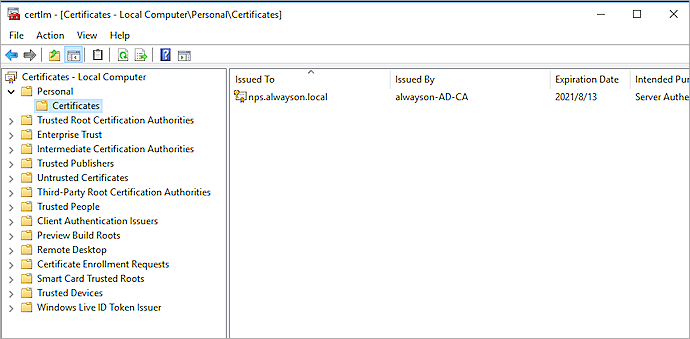 certlm - [Certificates - Local Computer\Personal\Certificates]
File Action View Help
Certificates - Local Computer
Personal
Certificates
Trusted Root Certification Authorities
Enterprise Trust
Intermediate Certification Authorities
Trusted Publishers
Untrusted Certificates
Third-Party Root Certification Authorities
Trusted People
Client Authentication Issuers
Preview Build Roots
Remote Desktop
Certificate Enrollment Requests
Smart Card Trusted Roots
Trusted Devices
Windows Live ID Token Issuer
Issued To Issued By Expiration Date Intended Pur
nps.alwayson.local alwayson-AD-CA 2021/8/13 Server Authe